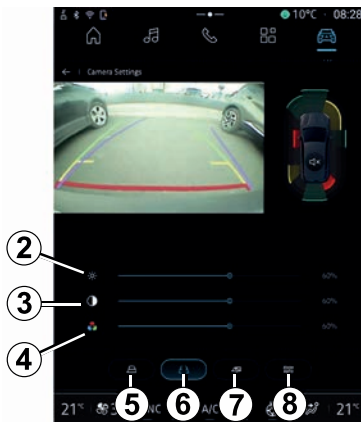 10°C 08:28
← | Camera Settings
2 60%
3 60%
4 60%
5 6 7 8
21° A/C 21°